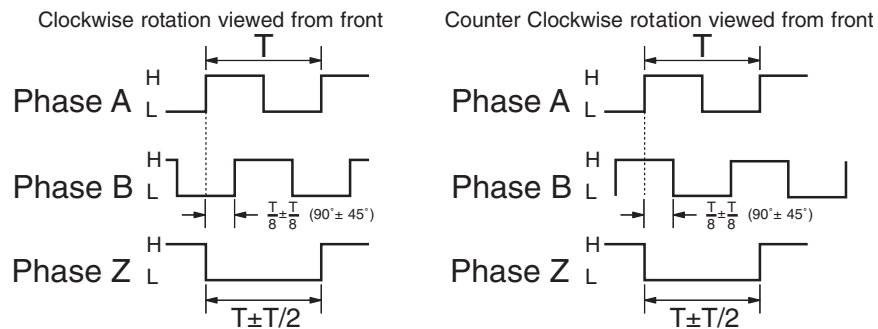 Clockwise rotation viewed from front
T
H
Phase A L
H
Phase B L
T/8±T/8 (90°± 45°)
H
Phase Z L
T±T/2
Counter Clockwise rotation viewed from front
T
H
Phase A L
H
Phase B L
T/8±T/8 (90°± 45°)
H
Phase Z L
T±T/2